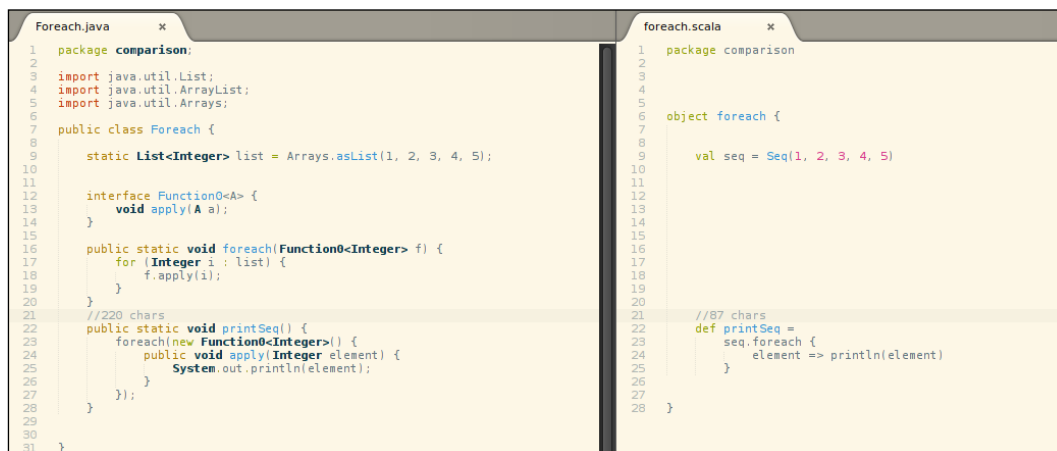 Foreach.java ×
1 package comparison;
2
3 import java.util.List;
4 import java.util.ArrayList;
5 import java.util.Arrays;
6
7 public class Foreach {
8
9     static List<Integer> list = Arrays.asList(1, 2, 3, 4, 5);
10
11
12     interface Function0<A> {
13         void apply(A a);
14     }
15
16     public static void foreach(Function0<Integer> f) {
17         for (Integer i : list) {
18             f.apply(i);
19         }
20     }
21     //220 chars
22     public static void printSeq() {
23         foreach(new Function0<Integer>() {
24             public void apply(Integer element) {
25                 System.out.println(element);
26             }
27         });
28     }
29
30
31 }
foreach.scala ×
1 package comparison
2
3
4
5
6 object foreach {
7
8
9     val seq = Seq(1, 2, 3, 4, 5)
10
11
12
13
14
15
16
17
18
19
20
21     //87 chars
22     def printSeq =
23         seq.foreach {
24             element => println(element)
25         }
26
27
28 }